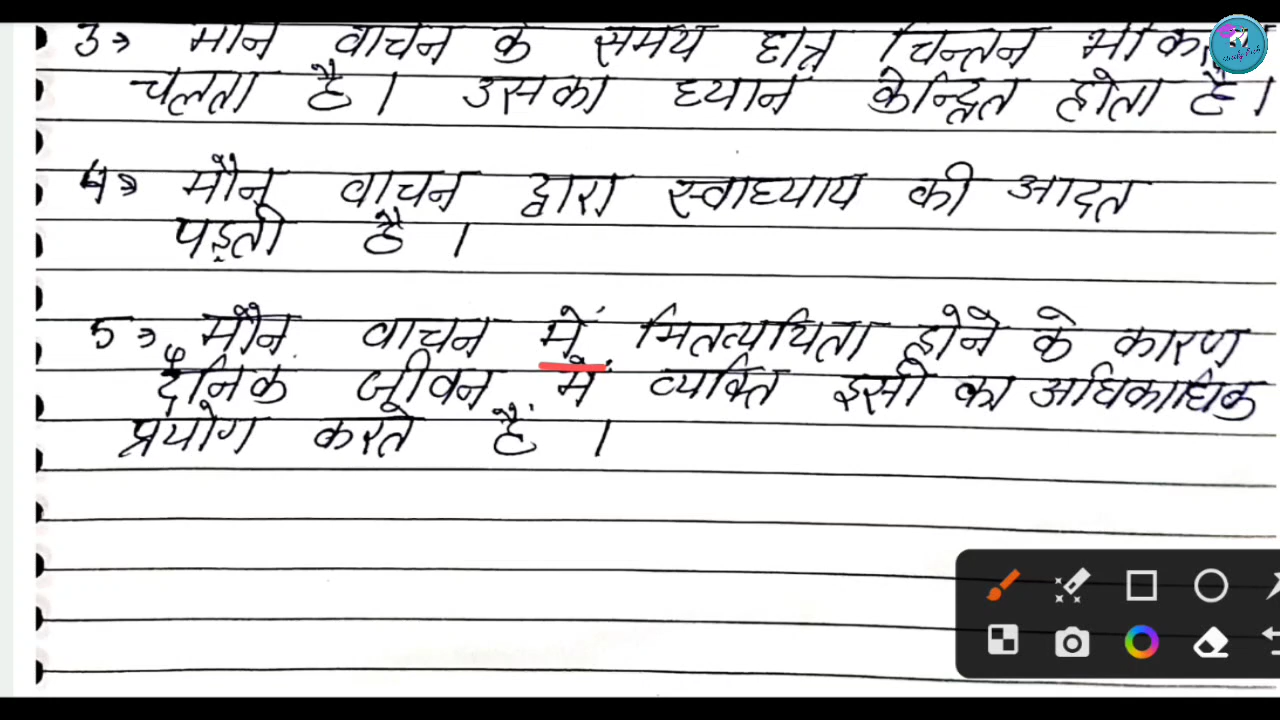 3⇒ मौन वाचन के समय छात्र चिन्तन भी
चलता है। उसका ध्यान केन्द्रित होता है।
4⇒ मौन वाचन द्वारा स्वाध्याय की आदत
पड़ती है ।
5⇒ मौन वाचन में मितव्ययिता होने के कारण
दैनिक जीवन में व्यक्ति इसी का अधिकाधिक
प्रयोग करते हैं ।